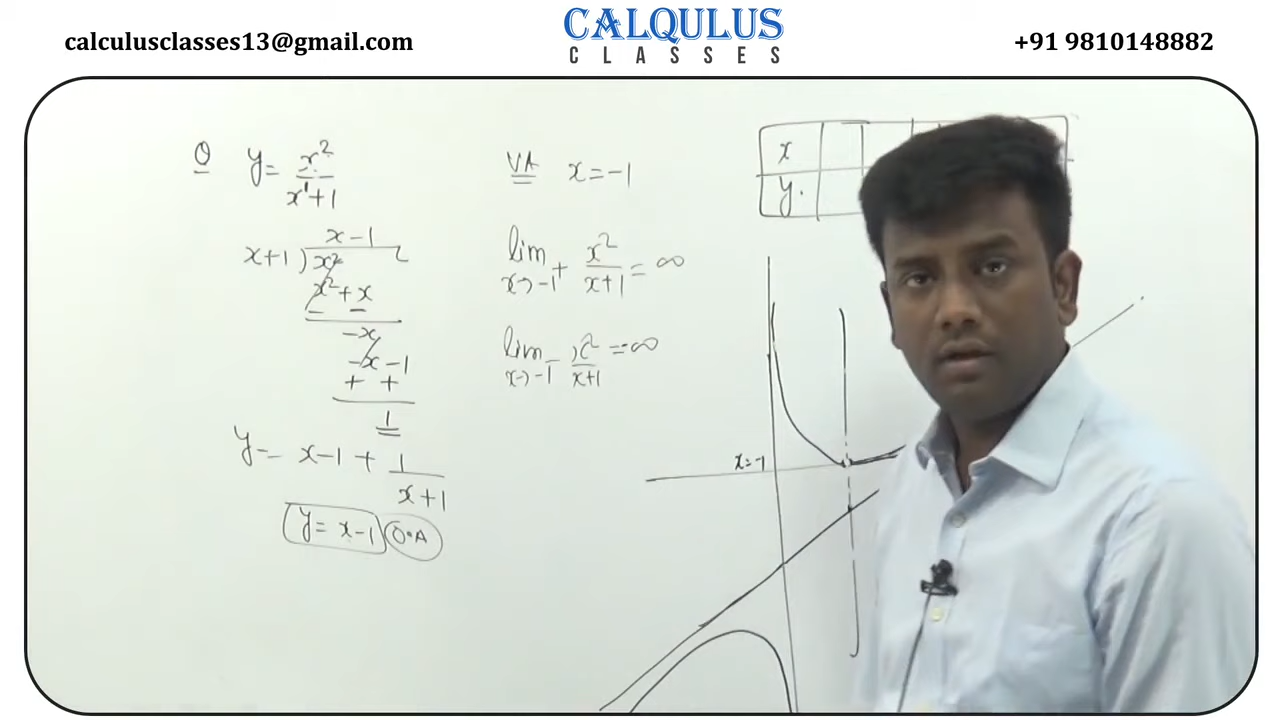 calculusclasses13@gmail.com
CALQULUS
CLASSES
+91 9810148882
Q y = x²/x¹+1
x-1
x+1 ) x²
x² + x
- -
-x
-x -1
+ +
1
y = x-1 + 1/x+1
y = x-1 O.A
VA x = -1
lim x→-1⁺ x²/x+1 = ∞
lim x→-1⁻ x²/x+1 = -∞
x
y
x=-1